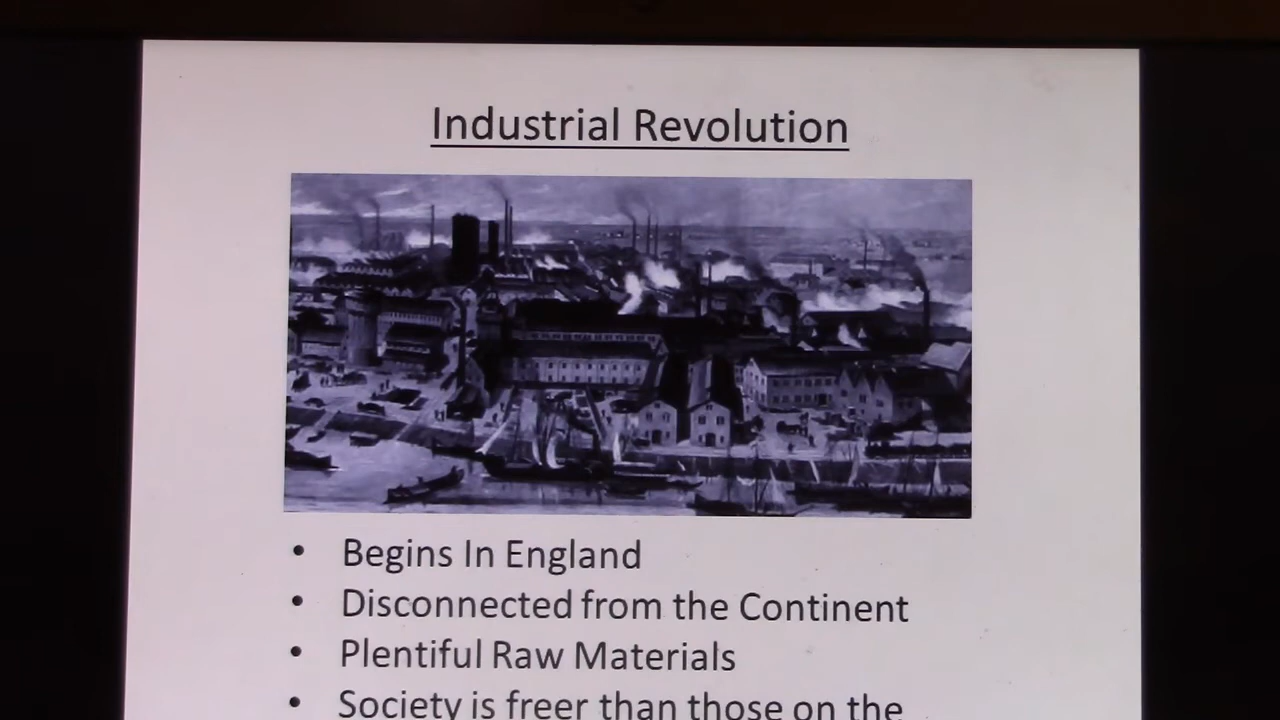 Industrial Revolution
• Begins In England
• Disconnected from the Continent
• Plentiful Raw Materials
• Society is freer than those on the